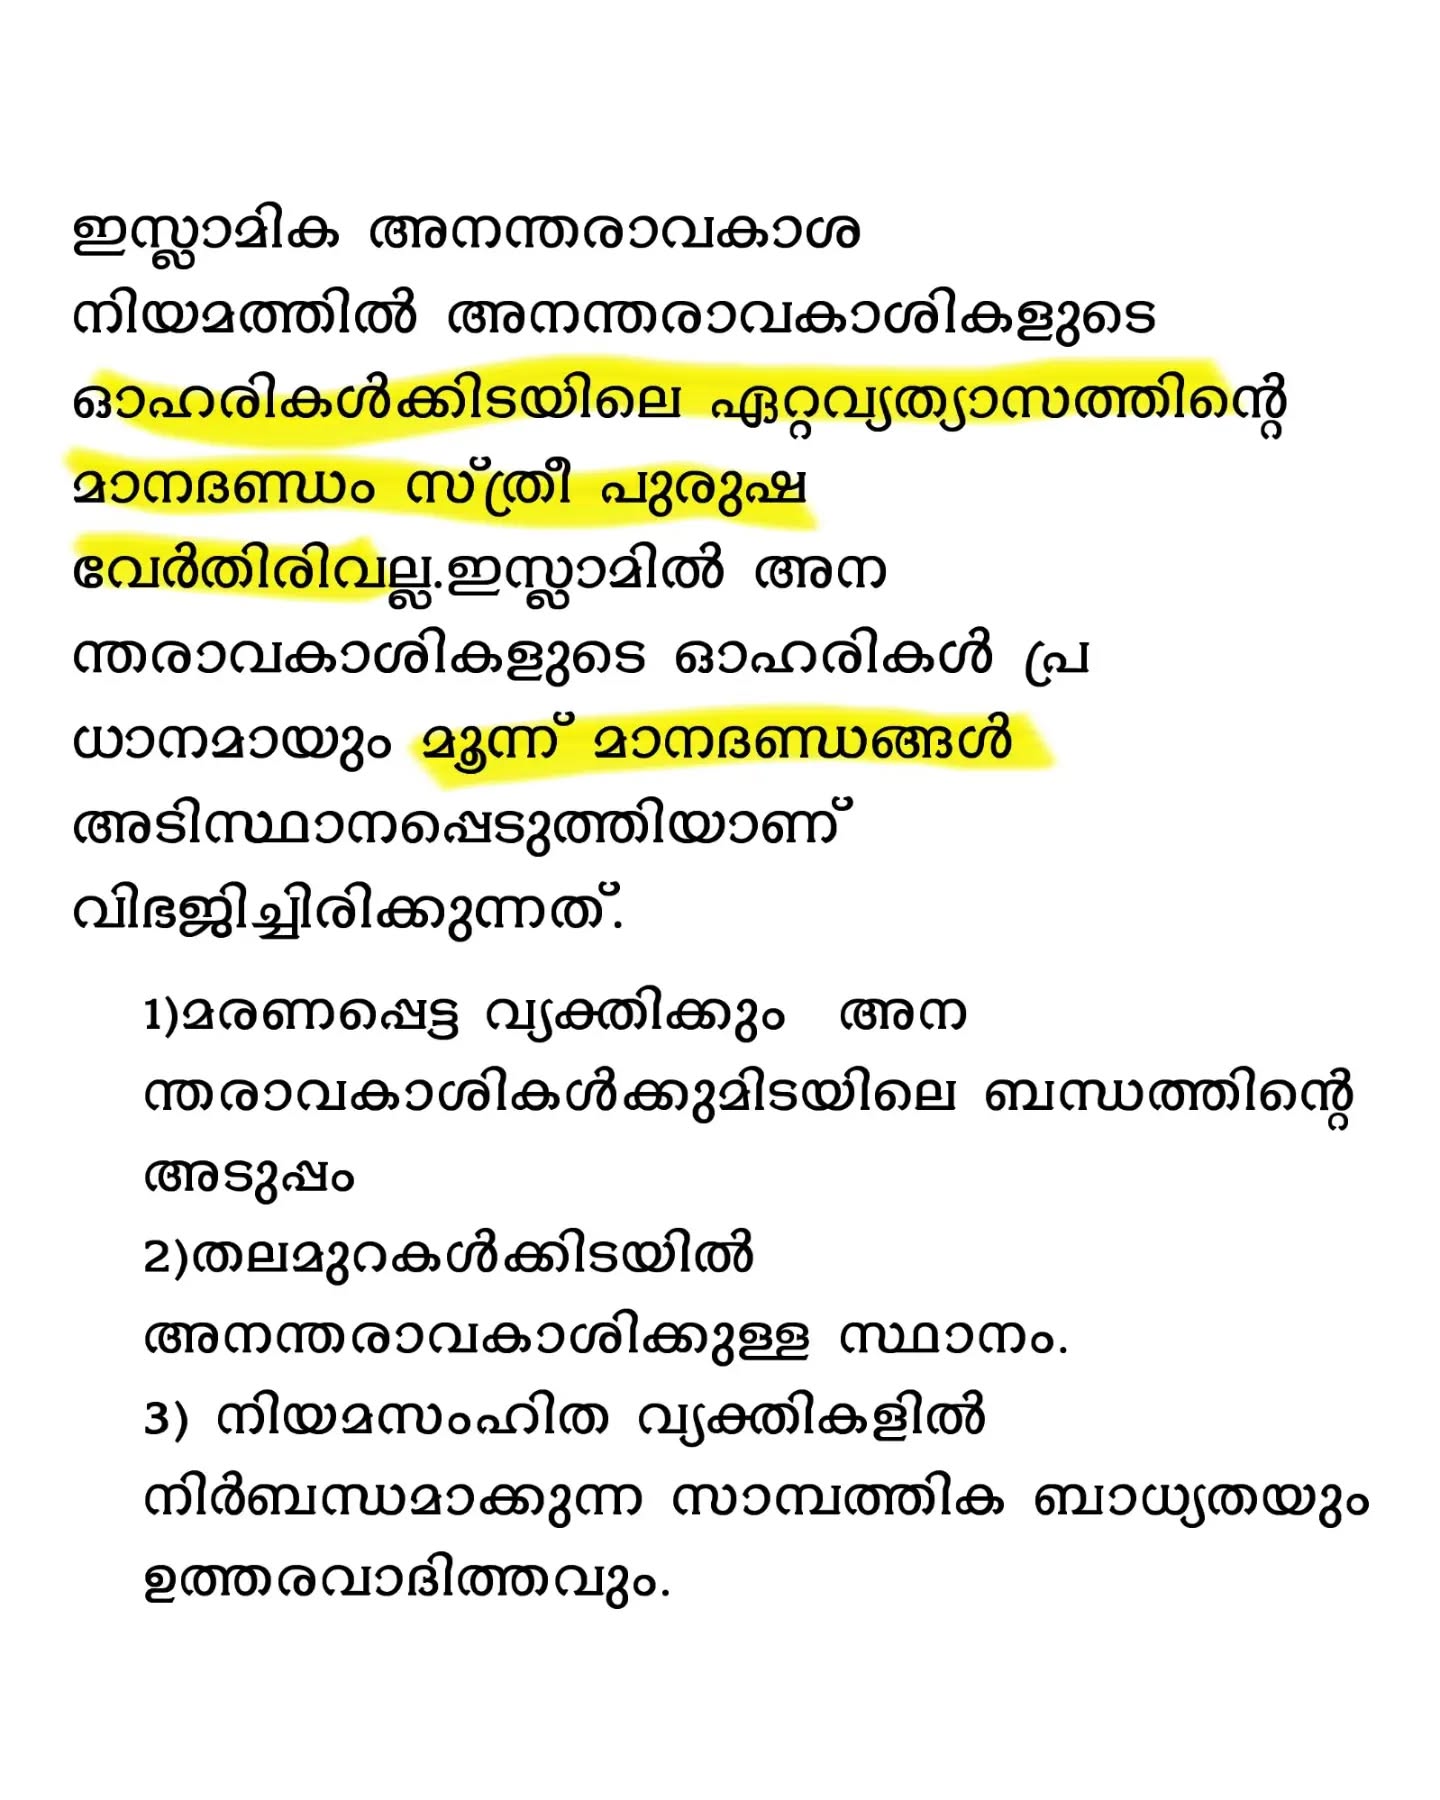 ഇസ്ലാമിക അനന്തരാവകാശ
നിയമത്തിൽ അനന്തരാവകാശികളുടെ
ഓഹരികൾക്കിടയിലെ ഏറ്റവ്യത്യാസത്തിന്റെ
മാനദണ്ഡം സ്ത്രീ പുരുഷ
വേർതിരിവല്ല.ഇസ്ലാമിൽ അന
ന്തരാവകാശികളുടെ ഓഹരികൾ പ്ര
ധാനമായും മൂന്ന് മാനദണ്ഡങ്ങൾ
അടിസ്ഥാനപ്പെടുത്തിയാണ്
വിഭജിച്ചിരിക്കുന്നത്.
1)മരണപ്പെട്ട വ്യക്തിക്കും അന
ന്തരാവകാശികൾക്കുമിടയിലെ ബന്ധത്തിന്റെ
അടുപ്പം
2)തലമുറകൾക്കിടയിൽ
അനന്തരാവകാശിക്കുള്ള സ്ഥാനം.
3) നിയമസംഹിത വ്യക്തികളിൽ
നിർബന്ധമാക്കുന്ന സാമ്പത്തിക ബാധ്യതയും
ഉത്തരവാദിത്തവും.